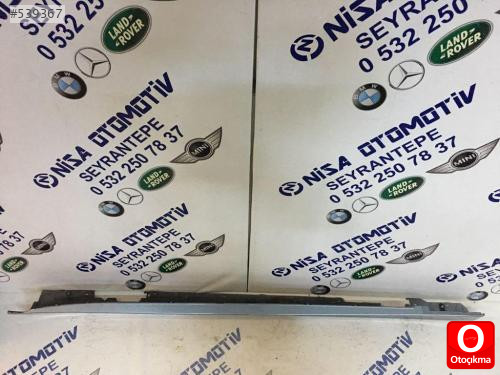 #539367
NİSA OTOMOTİV
SEYRANTEPE
0 532 250
LAND-
ROVER
BMW
NİSA OTOMOTİV
SEYRANTEPE
0 532 250 78 37
MINI
LAND-
ROVER
NİSA OTOMOTİV
SEYRANTEPE
0 532 250 78 37
MINI
LAND-
ROVER
NİSA OTOMOTİV
SEYRANTEPE
0 532 250 78 37
LAND-
ROVER
NİSA OTOMOTİV
SEYRANTEPE
0 532 250 78 37
LAND-
ROVER
O
Otoçıkma